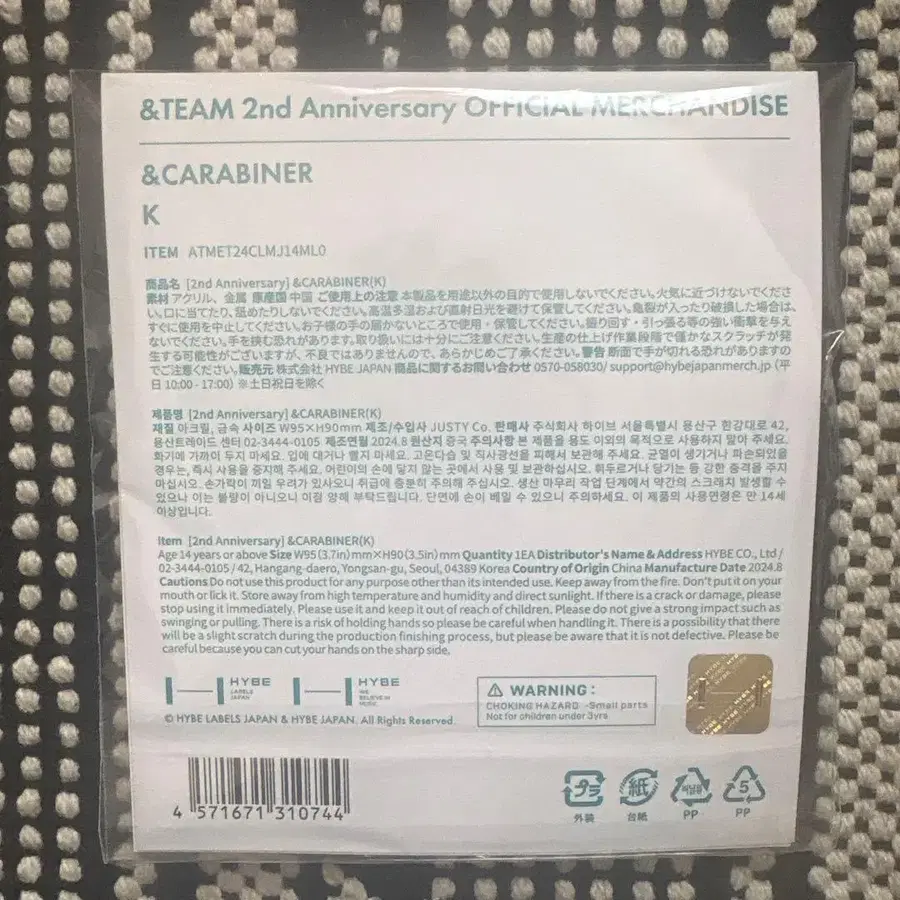 &TEAM 2nd Anniversary OFFICIAL MERCHANDISE
&CARABINER
K
ITEM ATMET24CLMJ14ML0
商品名 [2nd Anniversary] &CARABINER(K)
素材 アクリル、金属 原産国 中国 ご使用上の注意 本製品を用途以外の目的で使用しないでください。火気に近づけないでくださ
い。口に当てたり、舐めたりしないでください。高温多湿および直射日光を避けて保管してください。亀裂が入ったり破損した場合は、
すぐに使用を中止してください。お子様の手の届かないところで使用・保管してください。振り回す・引っ張る等の強い衝撃を与え
ないでください。手を挟む恐れがあります。取り扱いには十分にご注意ください。生産の仕上げ作業段階で僅かなスクラッチが発
生する可能性がございますが、不良ではありませんので、あらかじめご了承ください。警告 断面で手が切れる恐れがありますの
でご注意ください。販売元 株式会社 HYBE JAPAN 商品に関するお問い合わせ 0570-058030/ support@hybejapanmerch.jp (平
日 10:00 - 17:00) ※土日祝日を除く
제품명 [2nd Anniversary] &CARABINER(K)
재질 아크릴, 금속 사이즈 W95×H90mm 제조/수입사 JUSTY Co. 판매사 주식회사 하이브 서울특별시 용산구 한강대로 42,
용산트레이드 센터 02-3444-0105 제조연월 2024.8 원산지 중국 주의사항 본 제품을 용도 이외의 목적으로 사용하지 말아 주세요.
화기에 가까이 두지 마세요. 입에 대거나 빨지 마세요. 고온다습 및 직사광선을 피해서 보관해 주세요. 균열이 생기거나 파손되었을
경우는, 즉시 사용을 중지해 주세요. 어린이의 손에 닿지 않는 곳에서 사용 및 보관하십시오. 휘두르거나 당기는 등 강한 충격을 주지
마십시오. 손가락이 끼일 우려가 있사오니 취급에 충분히 주의해 주십시오. 생산 마무리 작업 단계에서 약간의 스크래치 발생할 수
있으나 이는 불량이 아니오니 이점 양해 부탁드립니다. 단면에 손이 베일 수 있으니 주의하세요. 이 제품의 사용연령은 만 14세
이상입니다.
Item [2nd Anniversary] &CARABINER(K)
Age 14 years or above Size W95(3.7in)mm×H90(3.5in)mm Quantity 1EA Distributor's Name & Address HYBE CO., Ltd /
02-3444-0105 / 42, Hangang-daero, Yongsan-gu, Seoul, 04389 Korea Country of Origin China Manufacture Date 2024.8
Cautions Do not use this product for any purpose other than its intended use. Keep away from the fire. Don't put it on your
mouth or lick it. Store away from high temperature and humidity and direct sunlight. If there is a crack or damage, please
stop using it immediately. Please use it and keep it out of reach of children. Please do not give a strong impact such as
swinging or pulling. There is a risk of holding hands so please be careful when handling it. There is a possibility that there
will be a slight scratch during the production finishing process, but please be aware that it is not defective. Please be
careful because you can cut your hands on the sharp side.
HYBE
LABELS
JAPAN
HYBE
WE
BELIEVE IN
MUSIC
© HYBE LABELS JAPAN & HYBE JAPAN. All Rights Reserved.
WARNING :
CHOKING HAZARD -Small parts
Not for children under 3yrs
4 571671 310744
プラ
外装
紙
台紙
비닐류
PP
5
PP